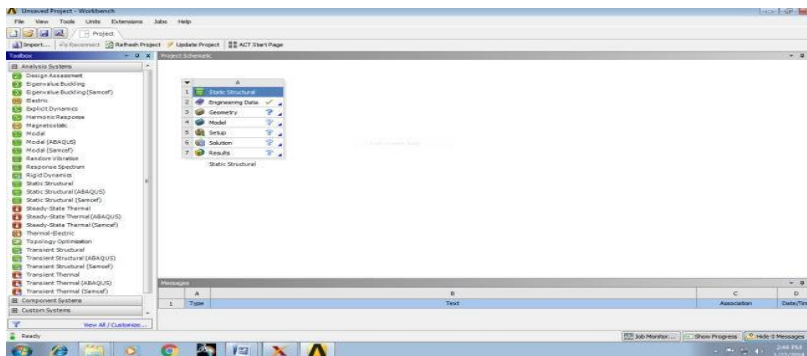 Unsaved Project - Workbench
File View Tools Units Extensions Jobs Help
Project
Import... Reconnect Refresh Project Update Project ACT Start Page
Toolbox
Project Schematic
Analysis Systems
Design Assessment
Eigenvalue Buckling
Eigenvalue Buckling (Samcef)
Electric
Explicit Dynamics
Harmonic Response
Magnetostatic
Modal
Modal (ABAQUS)
Modal (Samcef)
Random Vibration
Response Spectrum
Rigid Dynamics
Static Structural
Static Structural (ABAQUS)
Static Structural (Samcef)
Steady-State Thermal
Steady-State Thermal (ABAQUS)
Steady-State Thermal (Samcef)
Thermal-Electric
Topology Optimization
Transient Structural
Transient Structural (ABAQUS)
Transient Structural (Samcef)
Transient Thermal
Transient Thermal (ABAQUS)
Transient Thermal (Samcef)
Component Systems
Custom Systems
View All / Customize...
A
1 Static Structural
2 Engineering Data
3 Geometry
4 Model
5 Setup
6 Solution
7 Results
Static Structural
Messages
A B C D
1 Type Text Association Date/Tim
Ready
Job Monitor... Show Progress Hide 0 Messages
2:44 PM